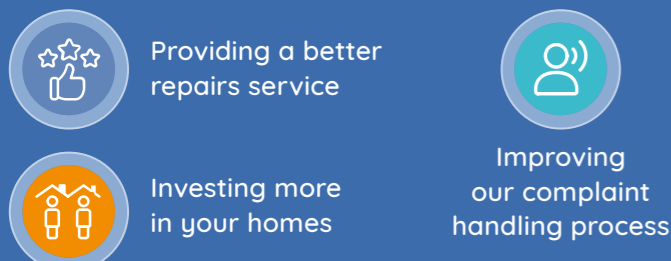 Providing a better
repairs service
Investing more
in your homes
Improving
our complaint
handling process